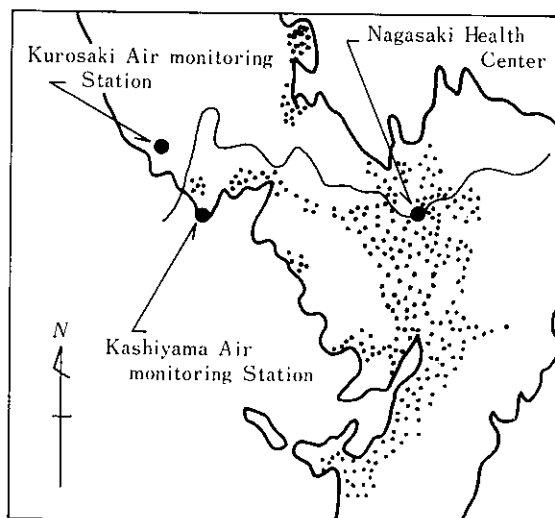 Kurosaki Air monitoring
Station
Nagasaki Health
Center
N
Kashiyama Air
monitoring Station